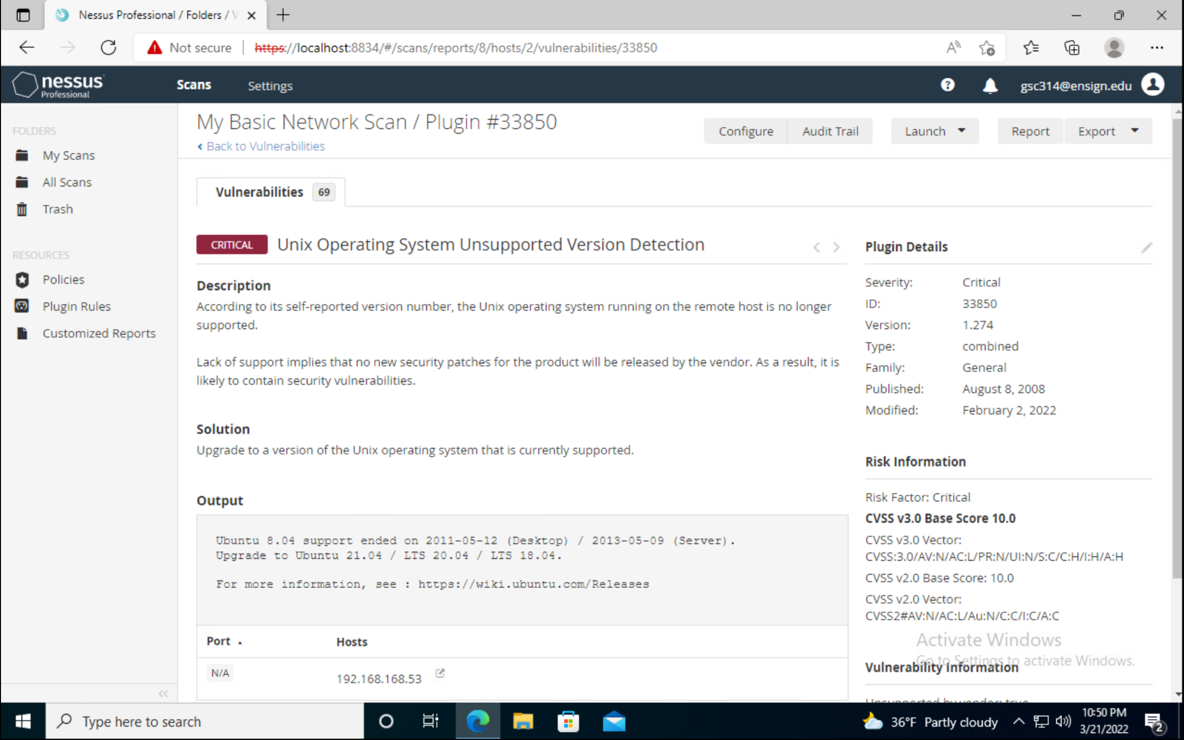 Nessus Professional / Folders / V
Not secure
https://localhost:8834/#/scans/reports/8/hosts/2/vulnerabilities/33850
nessus
Professional
Scans
Settings
gsc314@ensign.edu
FOLDERS
My Scans
All Scans
Trash
RESOURCES
Policies
Plugin Rules
Customized Reports
My Basic Network Scan / Plugin #33850
< Back to Vulnerabilities
Configure
Audit Trail
Launch
Report
Export
Vulnerabilities 69
CRITICAL Unix Operating System Unsupported Version Detection
Description
According to its self-reported version number, the Unix operating system running on the remote host is no longer
supported.
Lack of support implies that no new security patches for the product will be released by the vendor. As a result, it is
likely to contain security vulnerabilities.
Solution
Upgrade to a version of the Unix operating system that is currently supported.
Output
Ubuntu 8.04 support ended on 2011-05-12 (Desktop) / 2013-05-09 (Server).
Upgrade to Ubuntu 21.04 / LTS 20.04 / LTS 18.04.
For more information, see : https://wiki.ubuntu.com/Releases
Port Hosts
N/A 192.168.168.53
Plugin Details
Severity: Critical
ID: 33850
Version: 1.274
Type: combined
Family: General
Published: August 8, 2008
Modified: February 2, 2022
Risk Information
Risk Factor: Critical
CVSS v3.0 Base Score 10.0
CVSS v3.0 Vector:
CVSS:3.0/AV:N/AC:L/PR:N/UI:N/S:C/C:H/I:H/A:H
CVSS v2.0 Base Score: 10.0
CVSS v2.0 Vector:
CVSS2#AV:N/AC:L/Au:N/C:C/I:C/A:C
Activate Windows
Go to Settings to activate Windows.
Vulnerability Information
Unsupported by vendor: true
Type here to search
36°F Partly cloudy
10:50 PM
3/21/2022
2